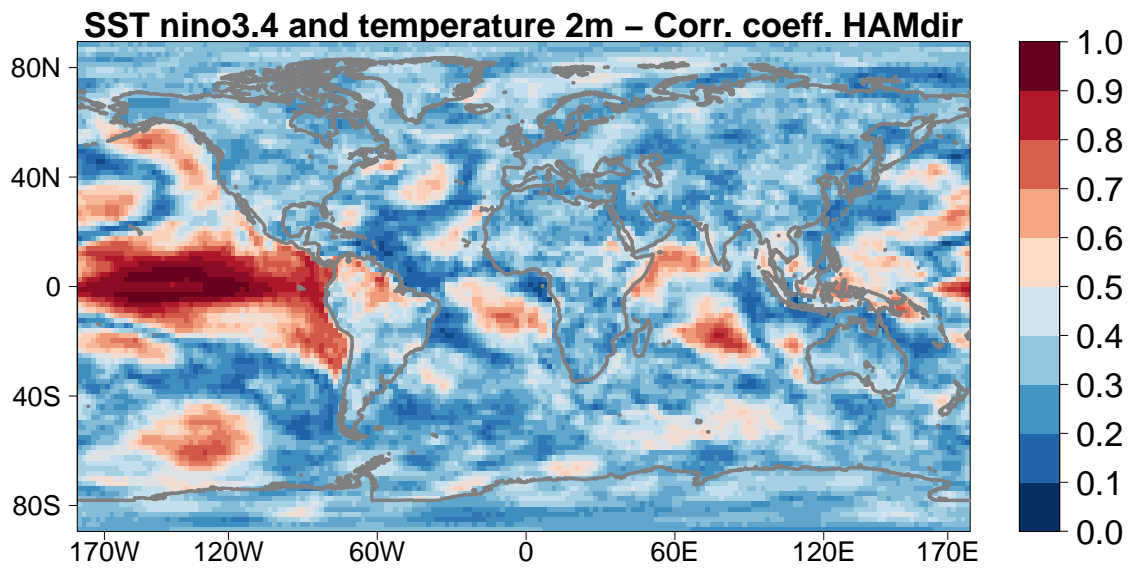 SST nino3.4 and temperature 2m – Corr. coeff. HAMdir
80N
40N
0
40S
80S
170W 120W 60W 0 60E 120E 170E
1.0
0.9
0.8
0.7
0.6
0.5
0.4
0.3
0.2
0.1
0.0